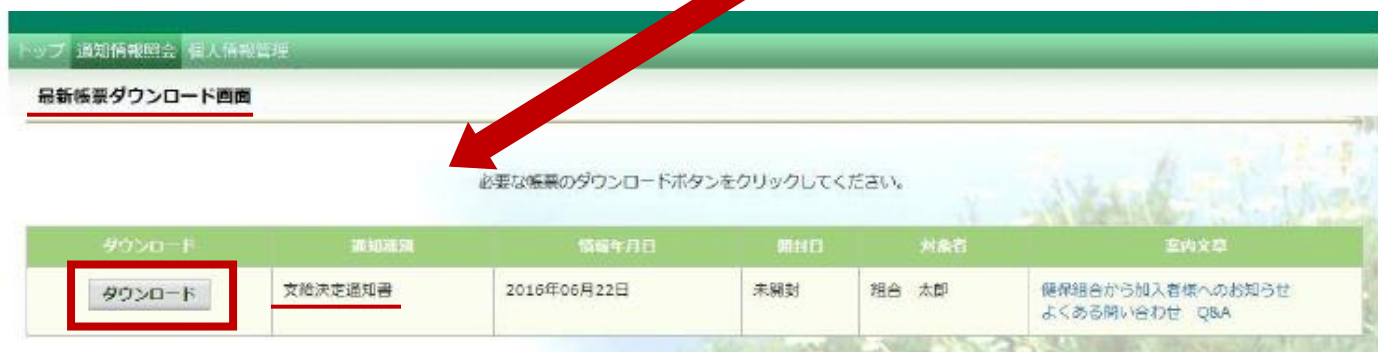 トップ 通知情報照会 個人情報管理
最新帳票ダウンロード画面
必要な帳票のダウンロードボタンをクリックしてください。
ダウンロード 通知種別 情報年月日 開封日 対象者 案内文章
ダウンロード 支給決定通知書 2016年06月22日 未開封 組合 太郎 健保組合から加入者様へのお知らせ
よくある問い合わせ Q&A